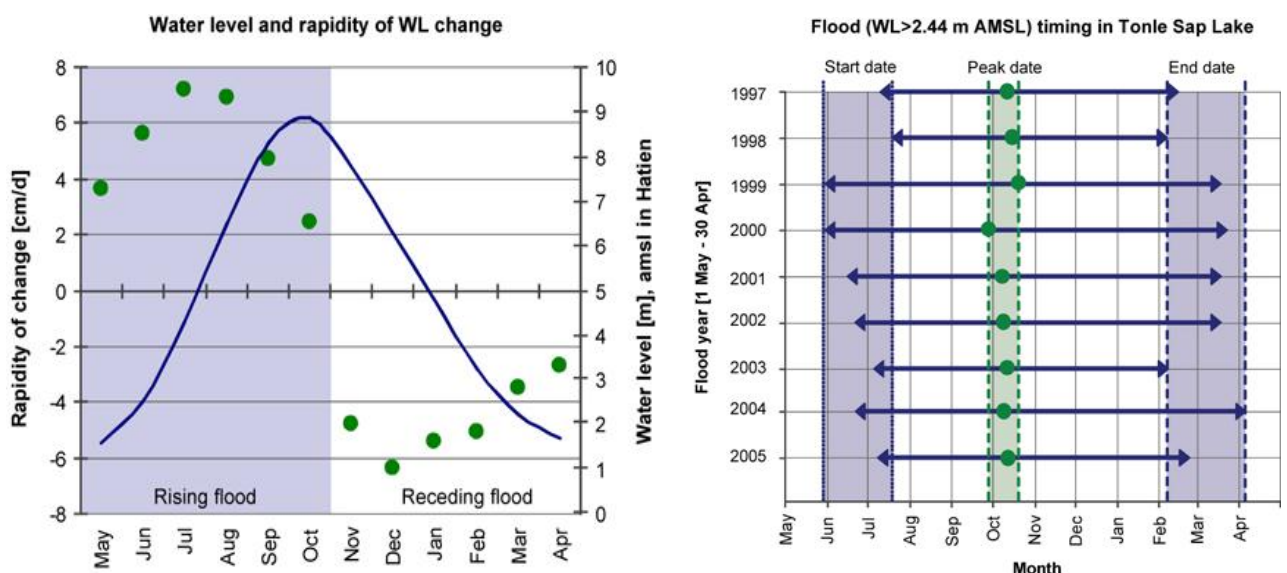 Water level and rapidity of WL change
Rapidity of change [cm/d]
8
6
4
2
0
-2
-4
-6
-8
10
9
8
7
6
5
4
3
2
1
0
Water level [m], amsl in Hatien
Rising flood
Receding flood
May
Jun
Jul
Aug
Sep
Oct
Nov
Dec
Jan
Feb
Mar
Apr
Flood (WL>2.44 m AMSL) timing in Tonle Sap Lake
Start date
Peak date
End date
Flood year [1 May - 30 Apr]
1997
1998
1999
2000
2001
2002
2003
2004
2005
May
Jun
Jul
Aug
Sep
Oct
Nov
Dec
Jan
Feb
Mar
Apr
Month